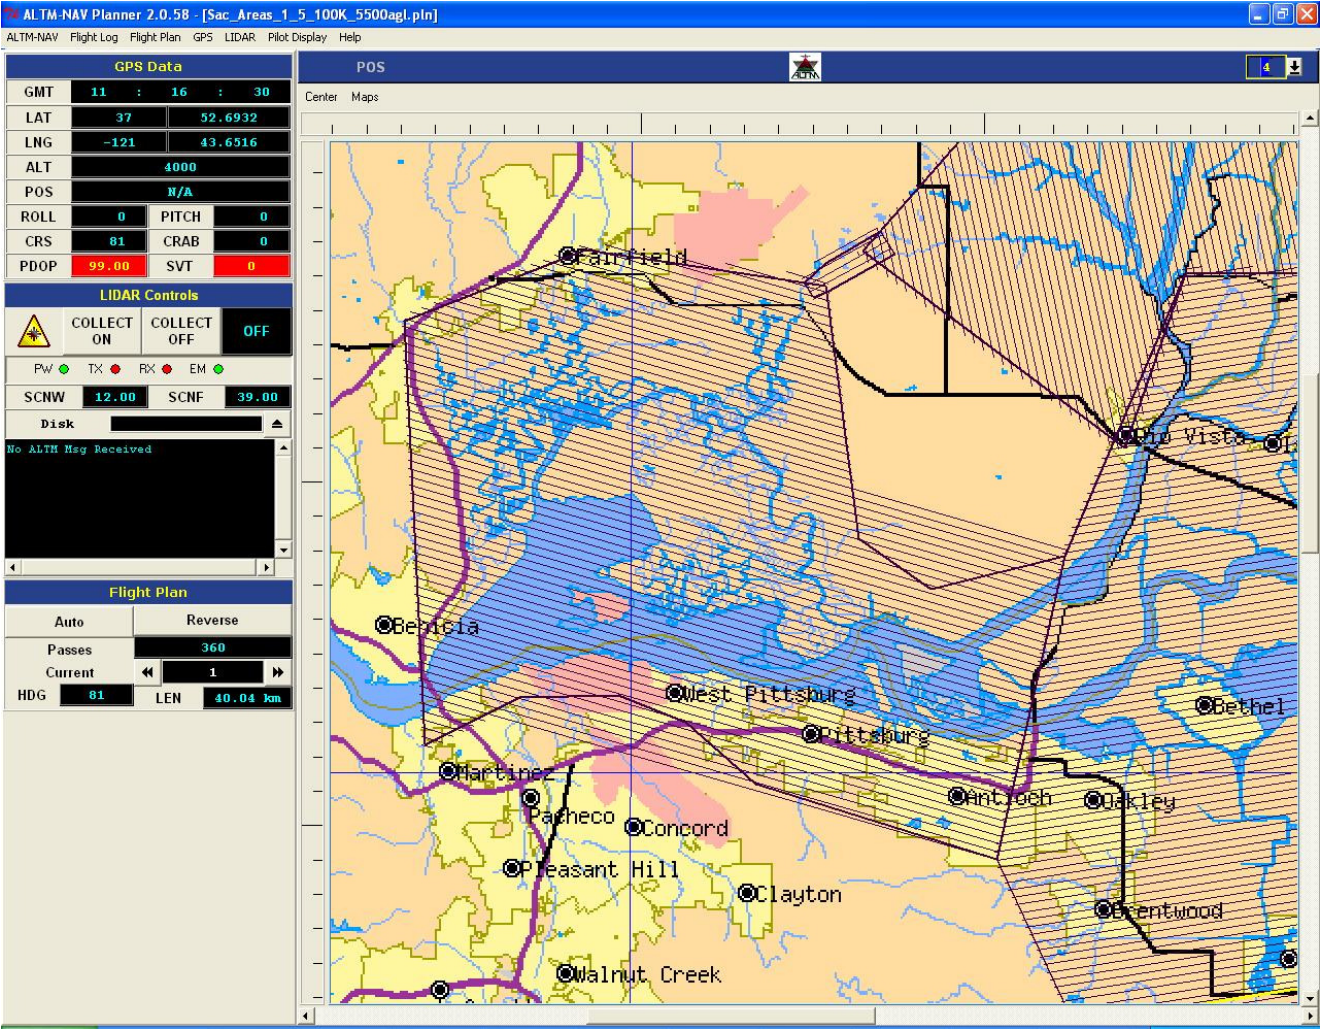 ALTM-NAV Planner 2.0.58 - [Sac_Areas_1_5_100K_5500agl.pln]
ALTM-NAV Flight Log Flight Plan GPS LIDAR Pilot Display Help
GPS Data
GMT 11 : 16 : 30
LAT 37 52.6932
LNG -121 43.6516
ALT 4000
POS N/A
ROLL 0 PITCH 0
CRS 81 CRAB 0
PDOP 99.00 SVT 0
LIDAR Controls
COLLECT ON COLLECT OFF OFF
PW TX RX EM
SCNW 12.00 SCNF 39.00
Disk
No ALTM Msg Received
Flight Plan
Auto Reverse
Passes 360
Current 1
HDG 81 LEN 40.04 km
POS ALTM 4
Center Maps
Fairfield
Rio Vista
Benicia
West Pittsburg
Bethel
Pittsburg
Martinez
Antioch
Oakley
Pacheco
Concord
Pleasant Hill
Clayton
Brentwood
Walnut Creek